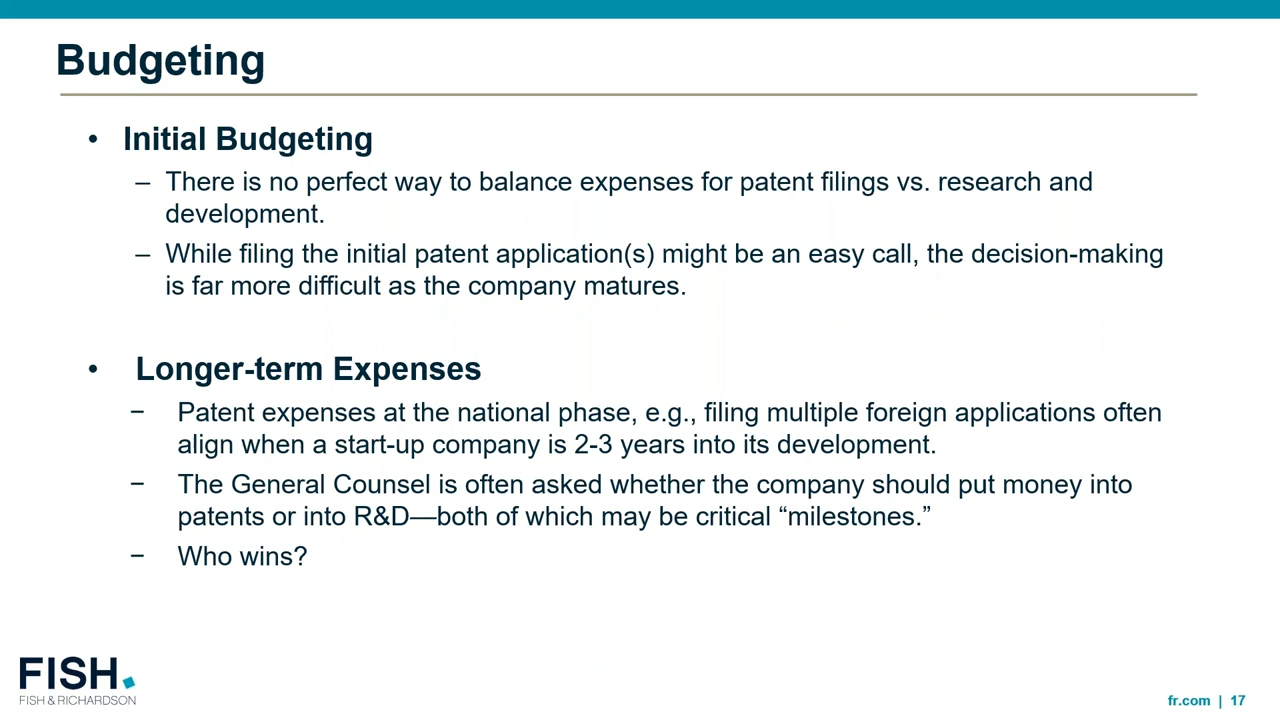 Budgeting
• Initial Budgeting
– There is no perfect way to balance expenses for patent filings vs. research and
development.
– While filing the initial patent application(s) might be an easy call, the decision-making
is far more difficult as the company matures.
• Longer-term Expenses
− Patent expenses at the national phase, e.g., filing multiple foreign applications often
align when a start-up company is 2-3 years into its development.
− The General Counsel is often asked whether the company should put money into
patents or into R&D—both of which may be critical “milestones.”
− Who wins?
FISH.
FISH & RICHARDSON
fr.com | 17